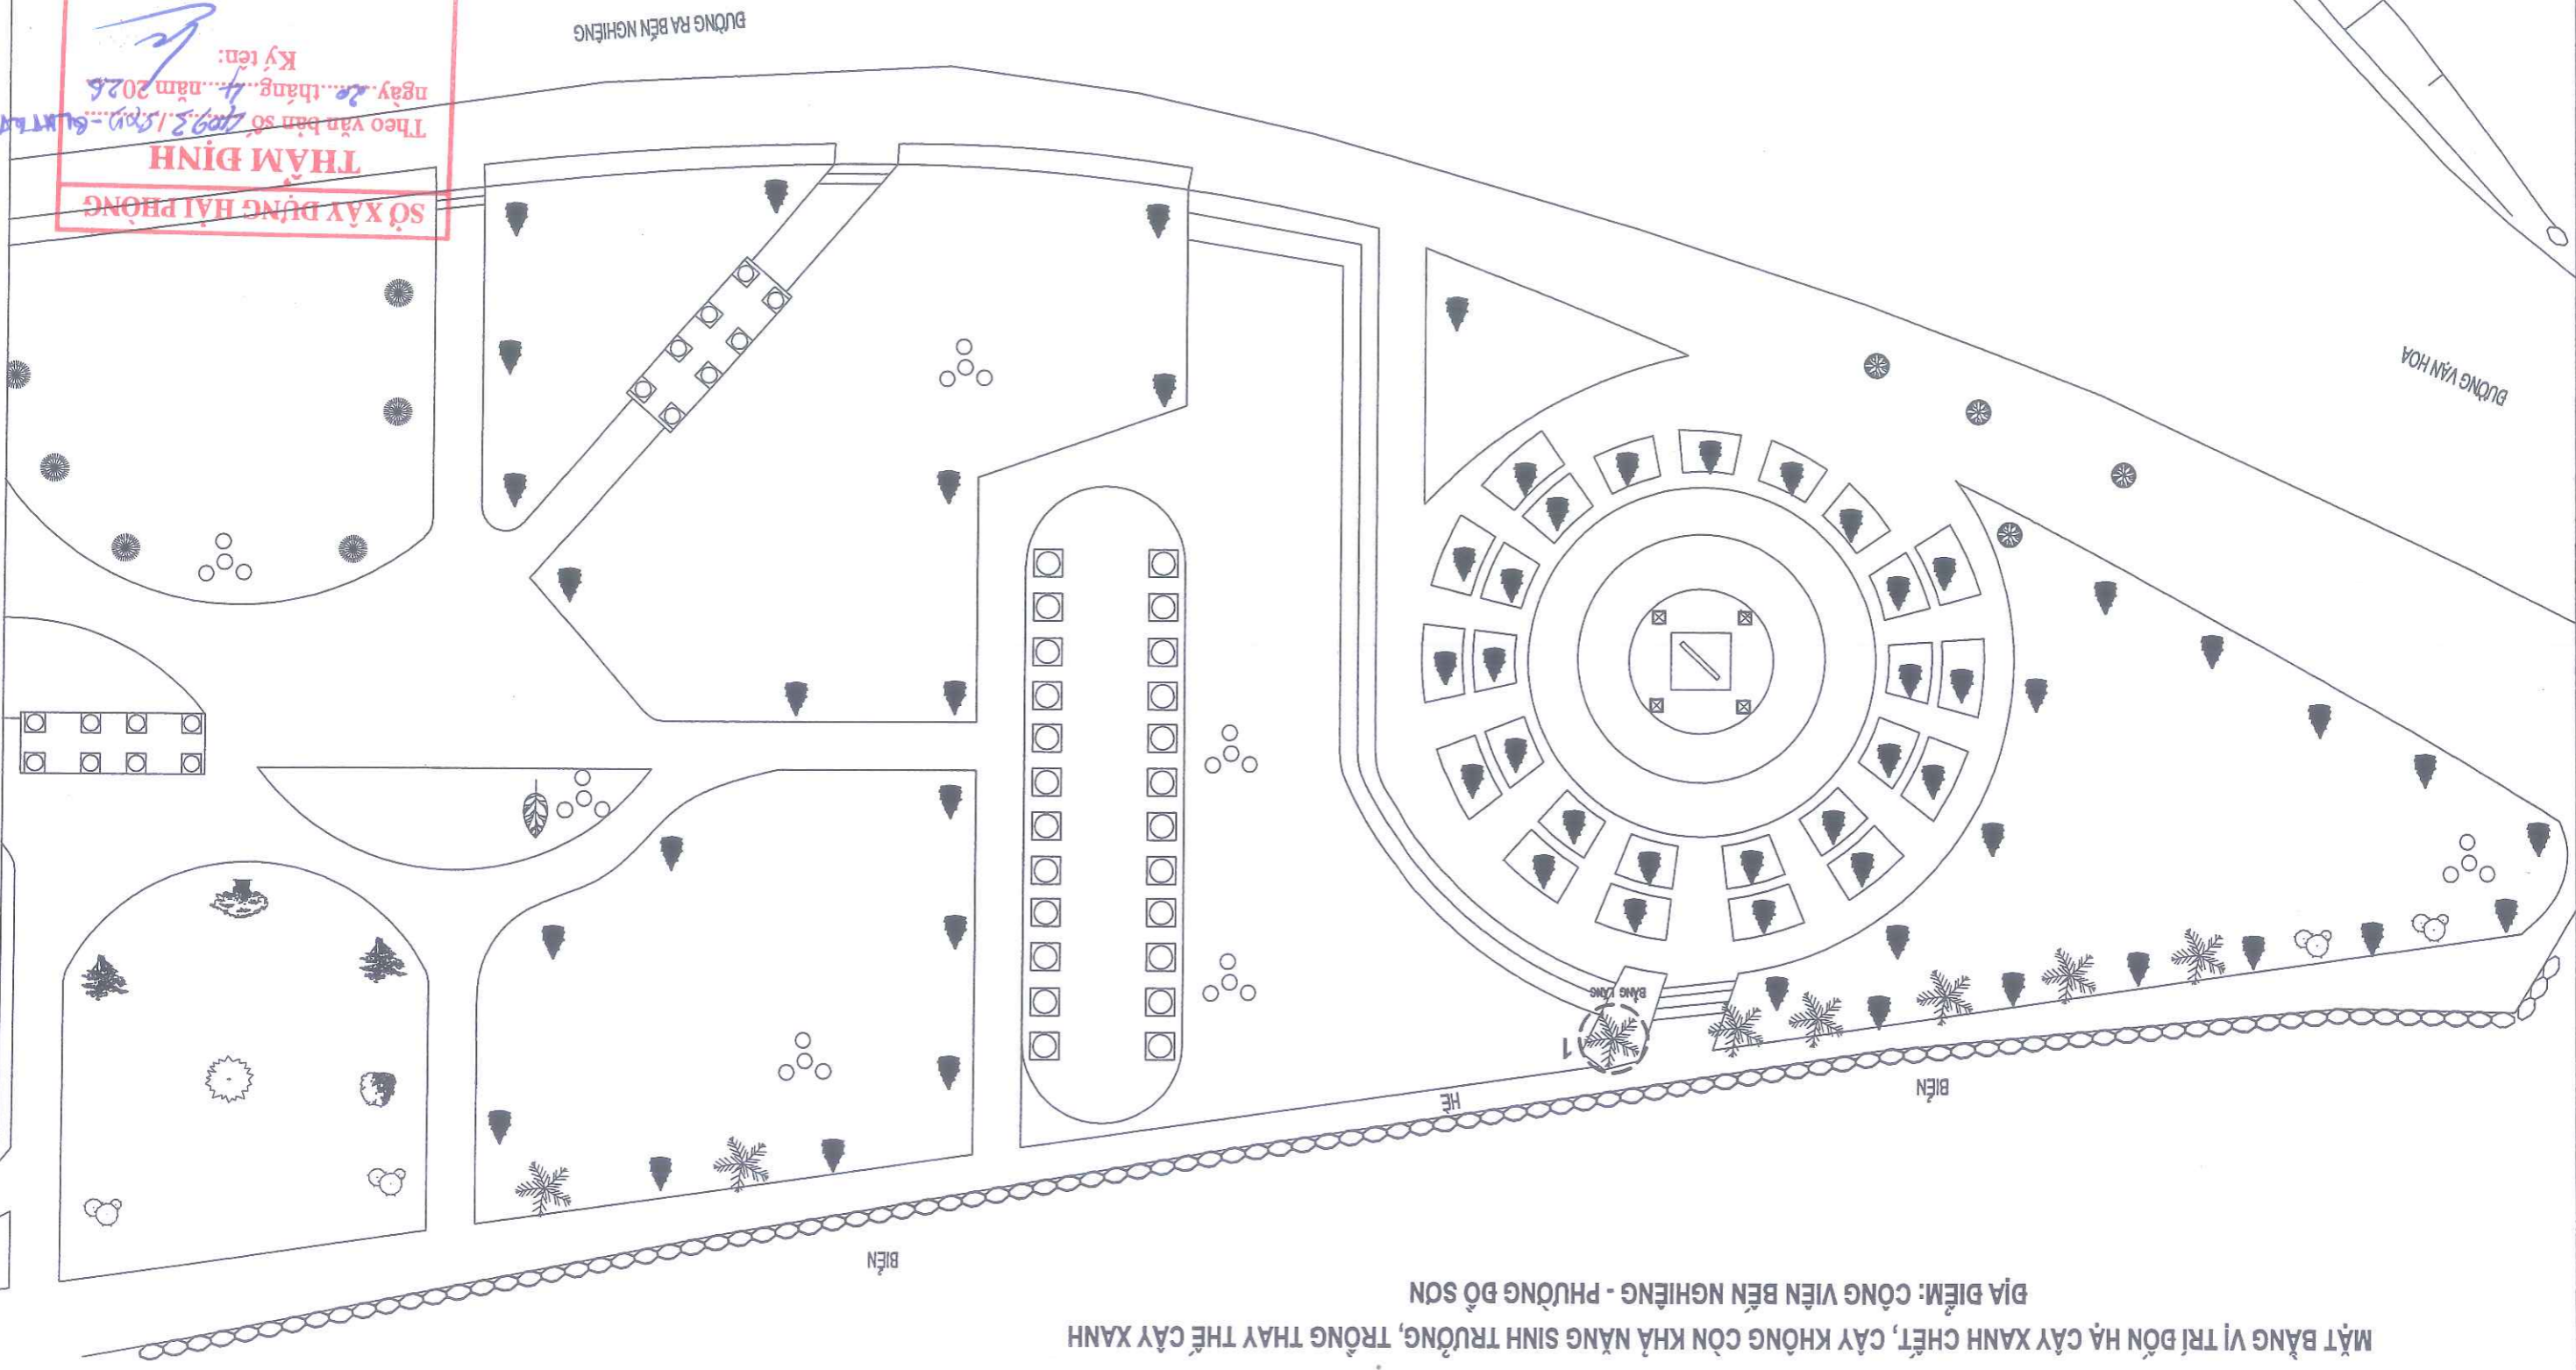 MẶT BẰNG VỊ TRÍ ĐỐN HẠ CÂY XANH CHẾT, CÂY KHÔNG CÒN KHẢ NĂNG SINH TRƯỞNG, TRỒNG THAY THẾ CÂY XANH
ĐỊA ĐIỂM: CÔNG VIÊN BẾN NGHIÊNG - PHƯỜNG ĐỒ SƠN
BIỂN
BIỂN
HÈ
1
BẰNG LĂNG
ĐƯỜNG VẠN HOA
SỞ XÂY DỰNG HẢI PHÒNG
THẨM ĐỊNH
Theo văn bản số 4093/
ngày 20 tháng 4 năm 2026
Ký tên:
ĐƯỜNG RA BẾN NGHIÊNG